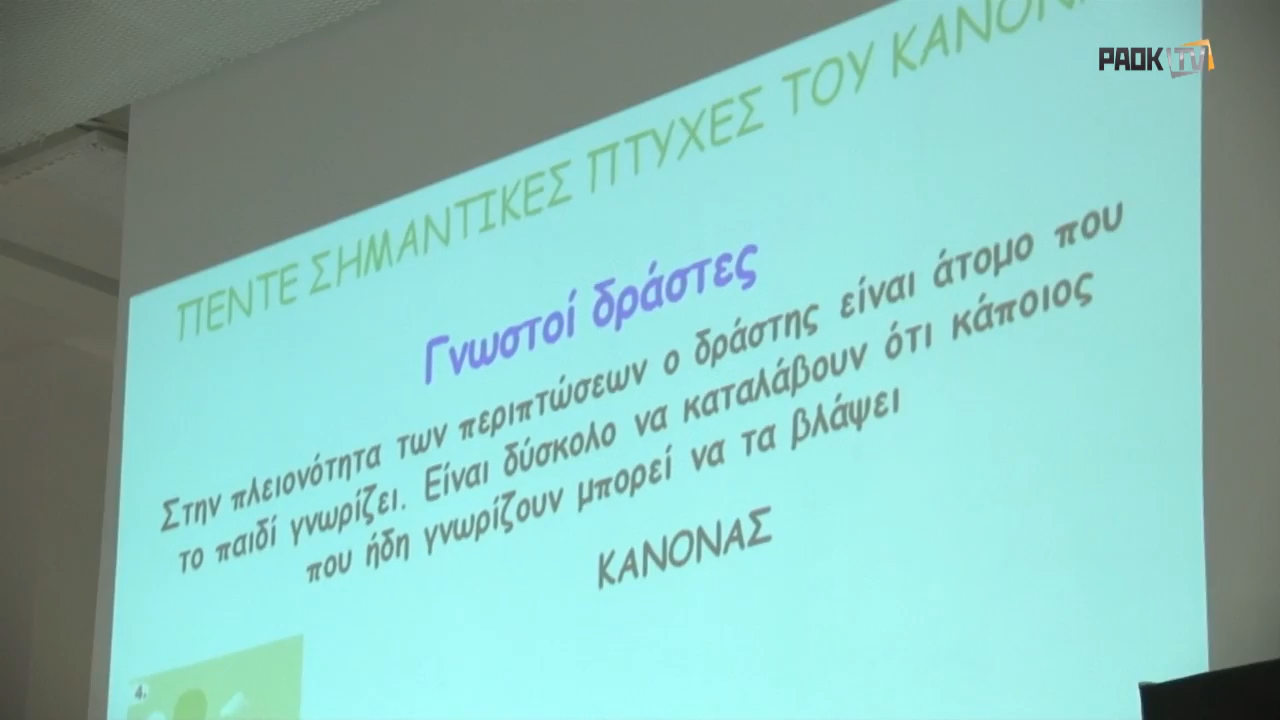 PAOK TV
ΠΕΝΤΕ ΣΗΜΑΝΤΙΚΕΣ ΠΤΥΧΕΣ ΤΟΥ
Γνωστοί δράστες
Στην πλειονότητα των περιπτώσεων ο δράστης είναι άτομο που
το παιδί γνωρίζει. Είναι δύσκολο να καταλάβουν ότι κάποιος
που ήδη γνωρίζουν μπορεί να τα βλάψει
ΚΑΝΟΝΑΣ
4.